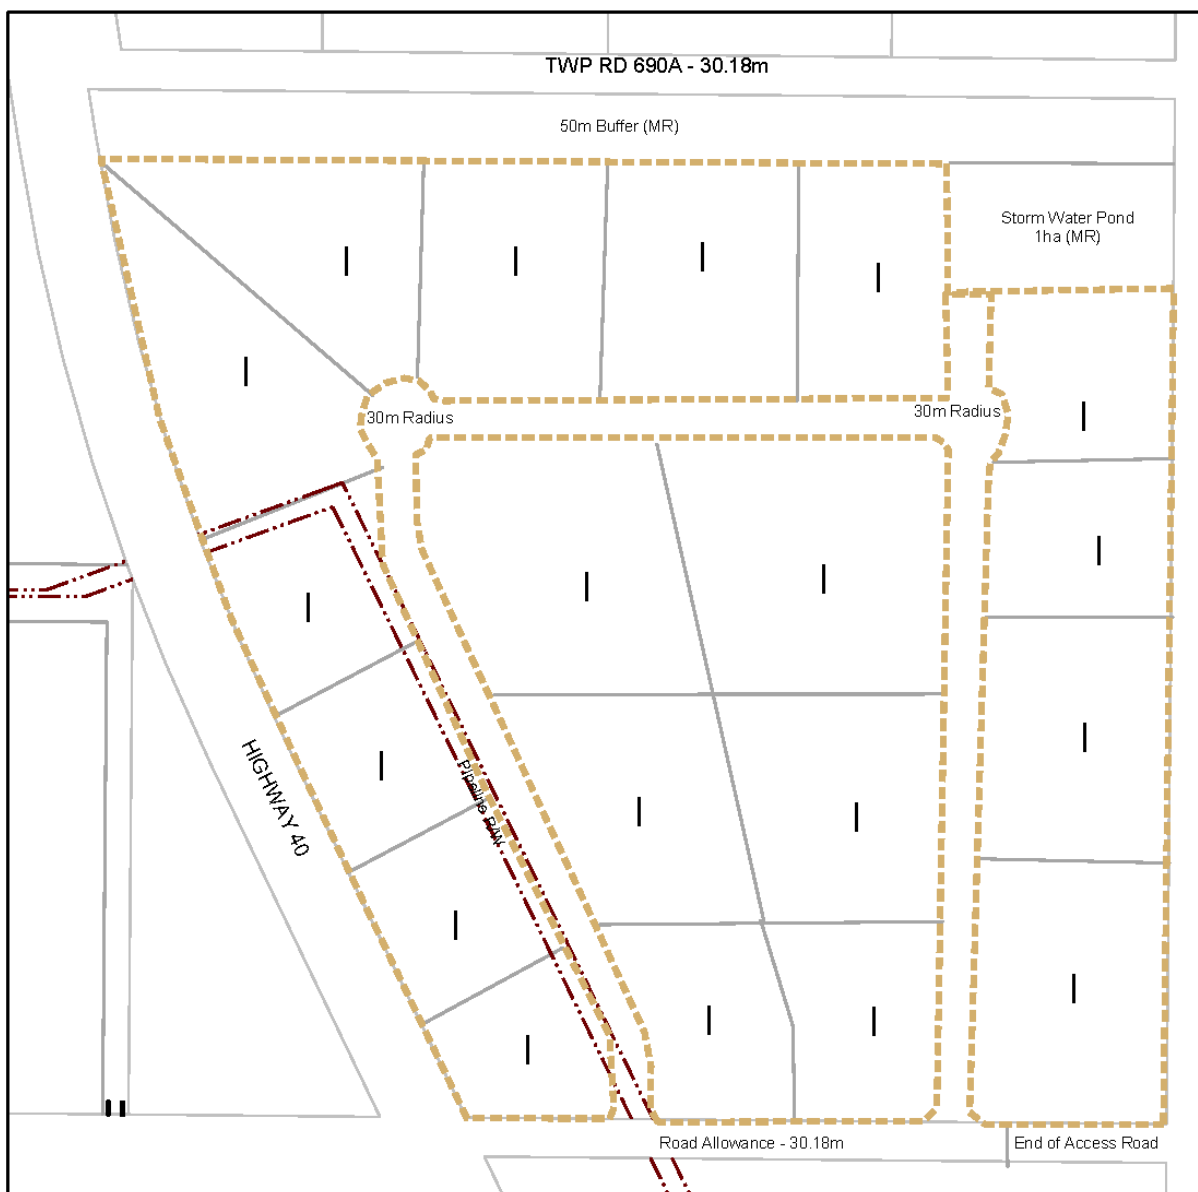 TWP RD 690A - 30.18m
50m Buffer (MR)
Storm Water Pond
1ha (MR)
I
I
I
I
I
30m Radius
30m Radius
I
I
I
I
I
I
HIGHWAY 40
Pipeline R/W
I
I
I
I
I
I
I
I
Road Allowance - 30.18m
End of Access Road